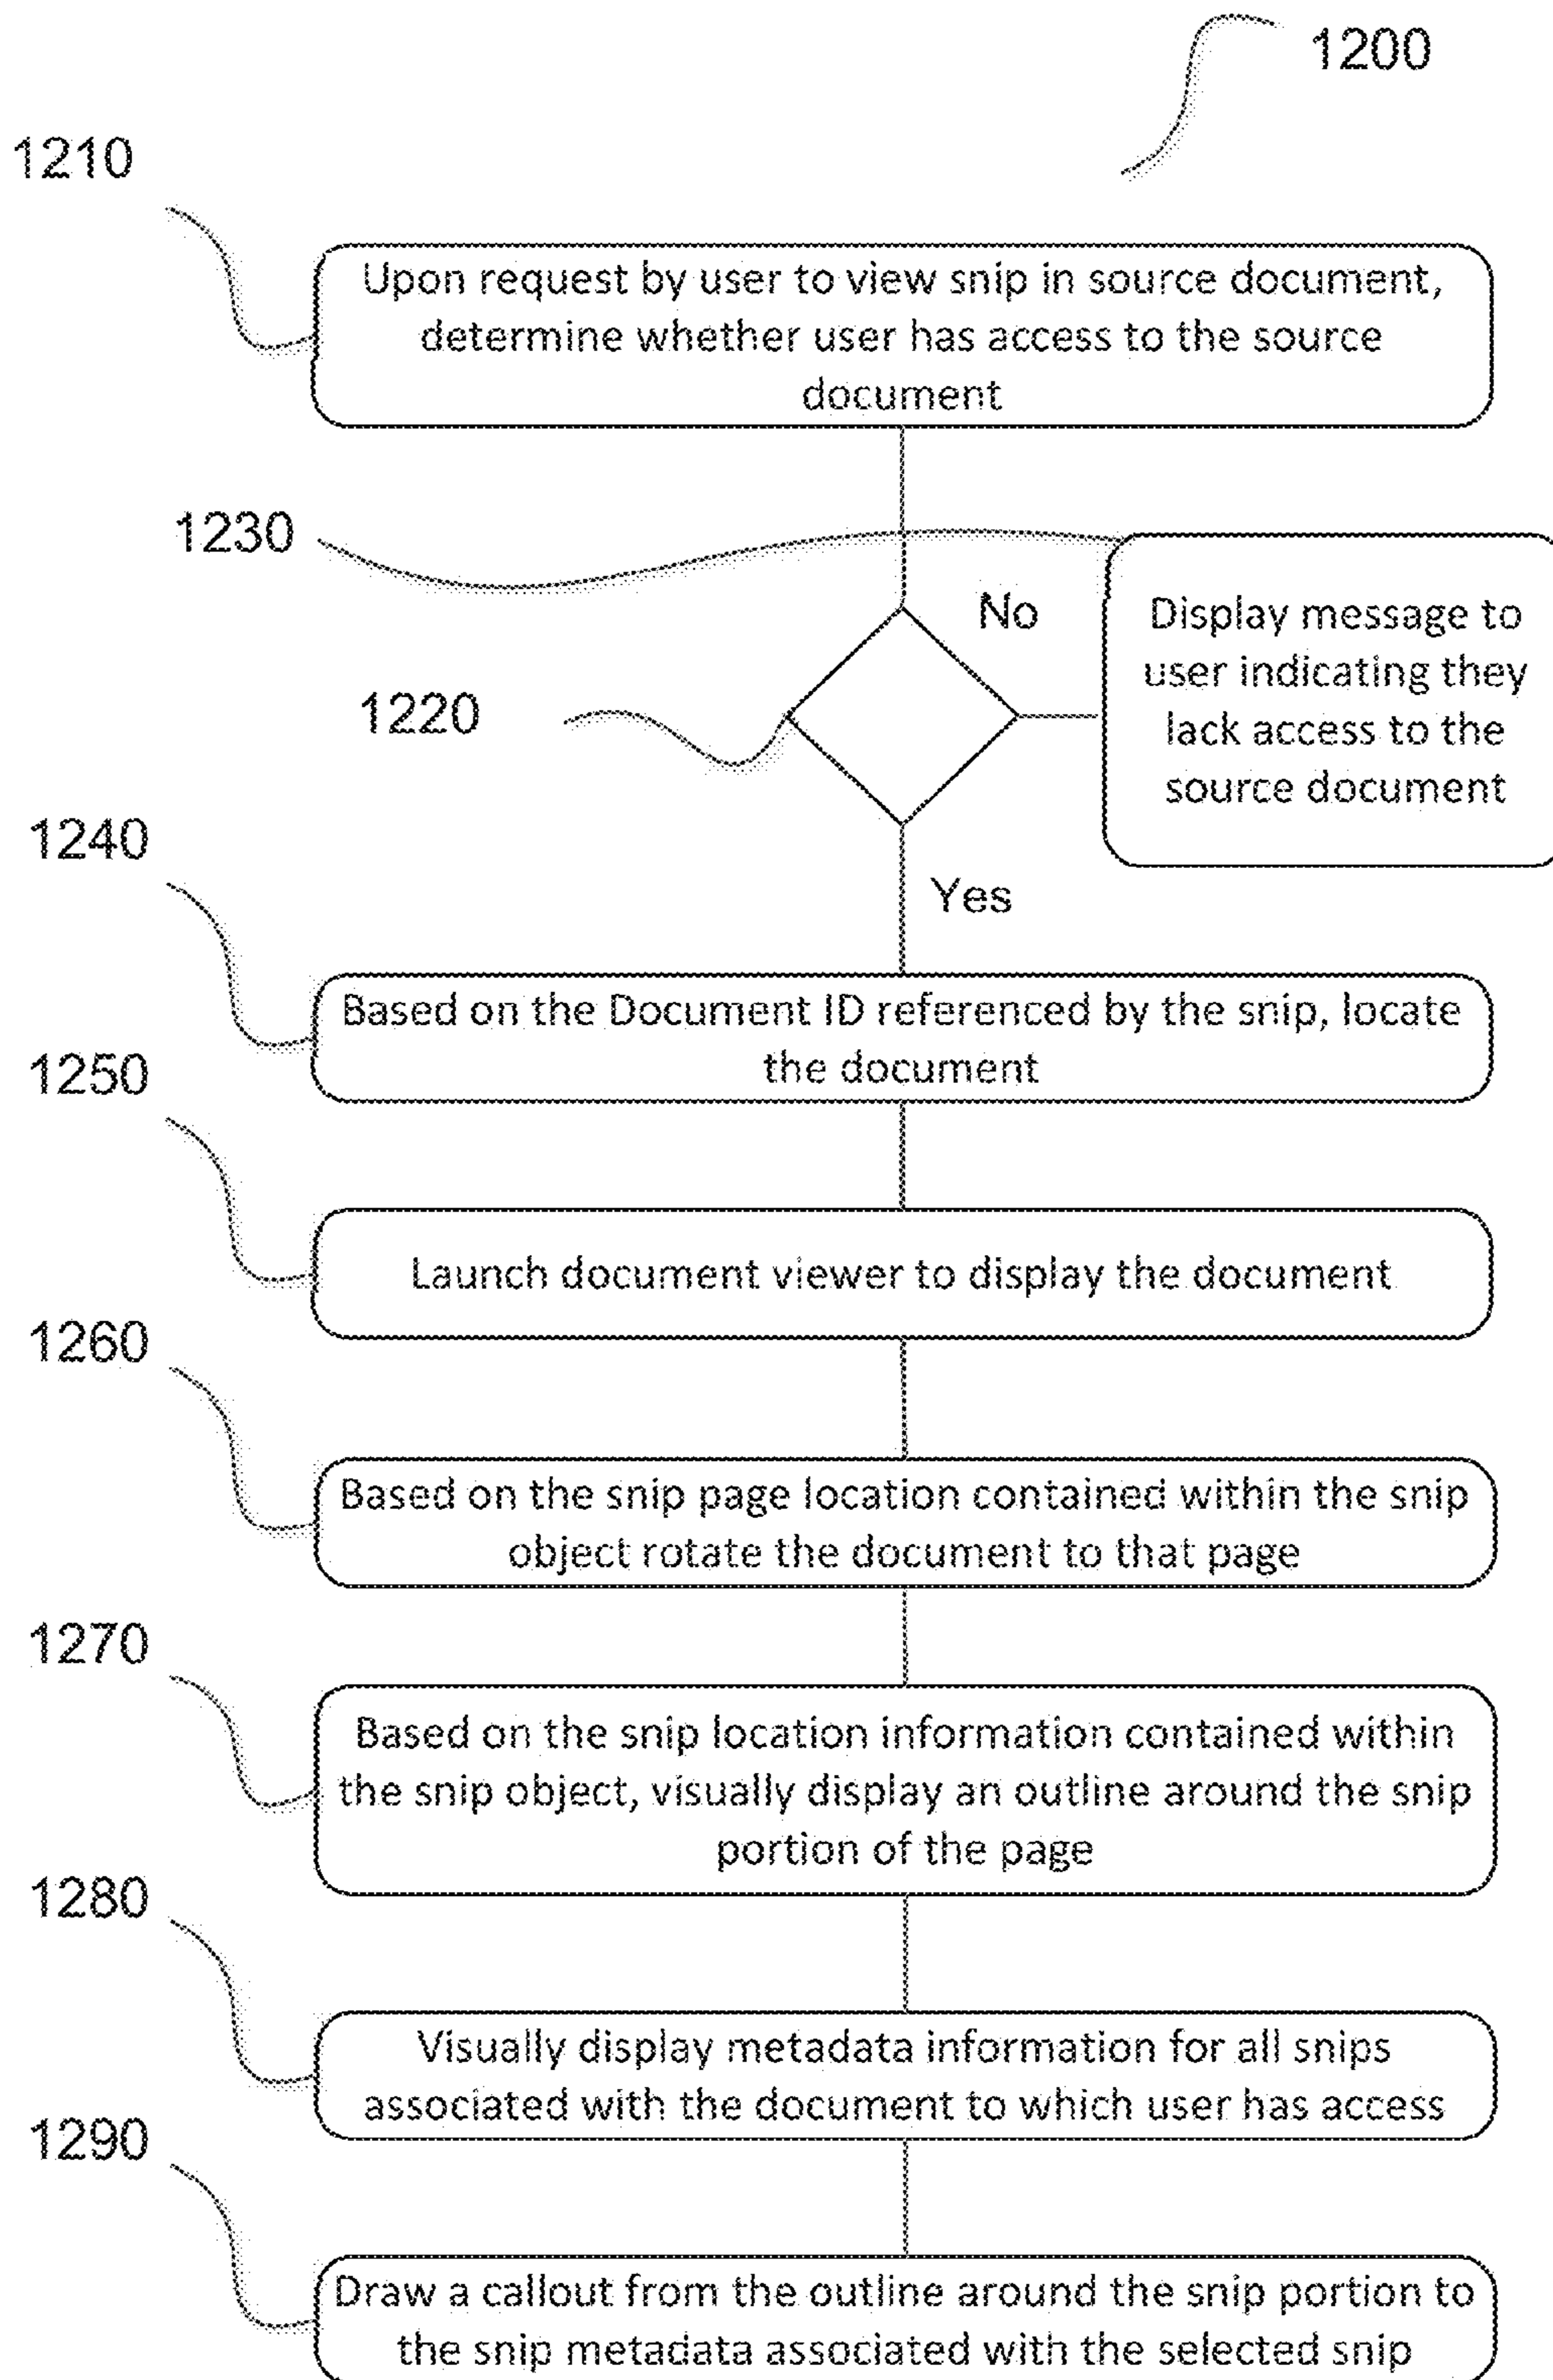 1200
1210
Upon request by user to view snip in source document,
determine whether user has access to the source
document
1230
No
Display message to
user indicating they
lack access to the
source document
1220
Yes
1240
Based on the Document ID referenced by the snip, locate
the document
1250
Launch document viewer to display the document
1260
Based on the snip page location contained within the snip
object rotate the document to that page
1270
Based on the snip location information contained within
the snip object, visually display an outline around the snip
portion of the page
1280
Visually display metadata information for all snips
associated with the document to which user has access
1290
Draw a callout from the outline around the snip portion to
the snip metadata associated with the selected snip